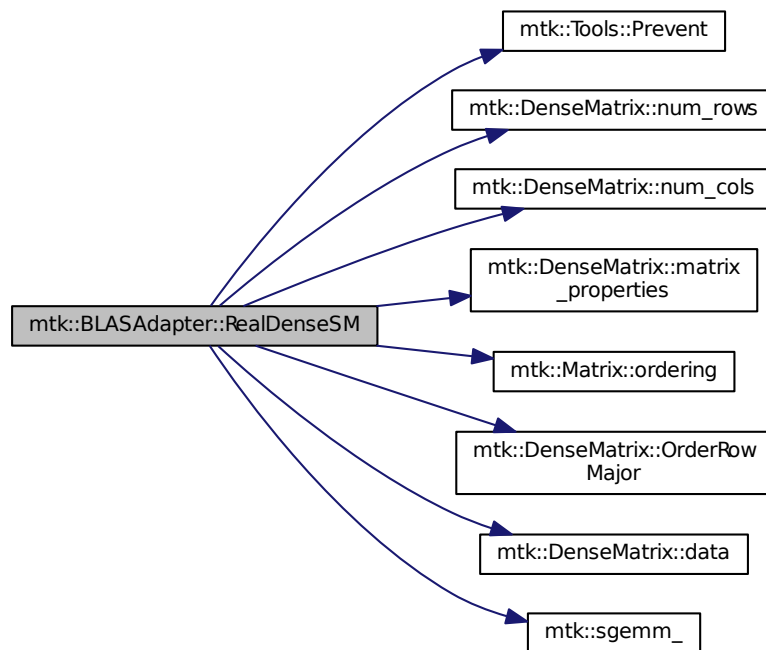 mtk::Tools::Prevent
mtk::DenseMatrix::num_rows
mtk::DenseMatrix::num_cols
mtk::DenseMatrix::matrix
_properties
mtk::BLASAdapter::RealDenseSM
mtk::Matrix::ordering
mtk::DenseMatrix::OrderRow
Major
mtk::DenseMatrix::data
mtk::sgemm_